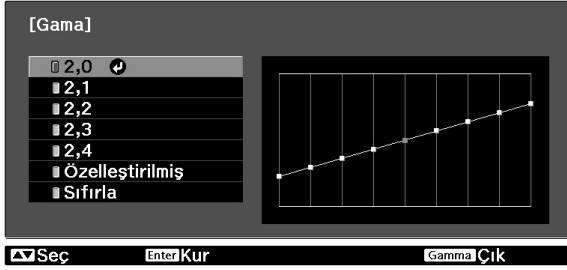 [Gama]
2,0
2,1
2,2
2,3
2,4
Özelleştirilmiş
Sıfırla
Seç Enter Kur Gamma Çık